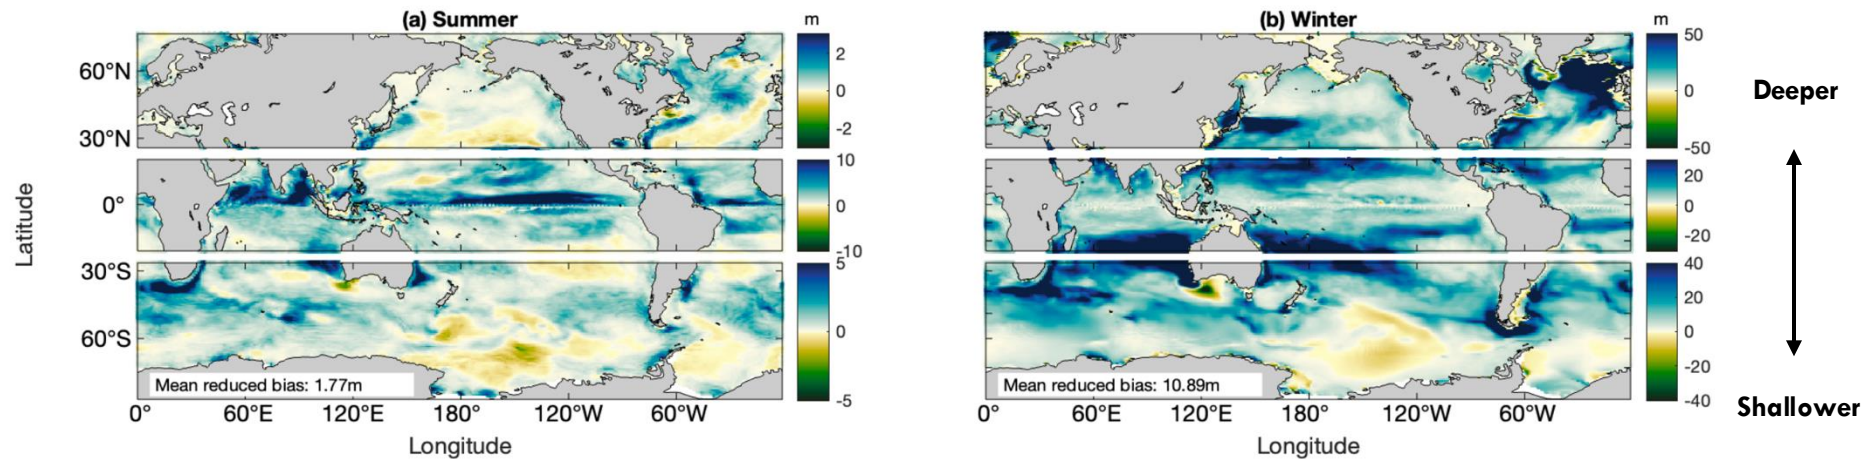 (a) Summer
m
60°N
30°N
0°
30°S
60°S
Latitude
2
0
-2
10
0
-10
5
0
-5
Mean reduced bias: 1.77m
0°
60°E
120°E
180°
120°W
60°W
Longitude
(b) Winter
m
50
0
-50
20
0
-20
40
20
0
-20
-40
Mean reduced bias: 10.89m
0°
60°E
120°E
180°
120°W
60°W
Longitude
Deeper
Shallower